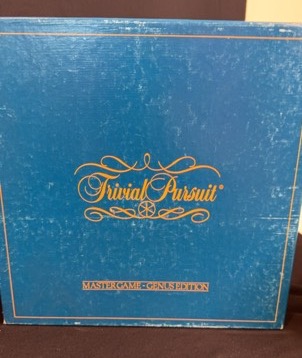 Trivial Pursuit®
MASTER GAME - GENUS EDITION